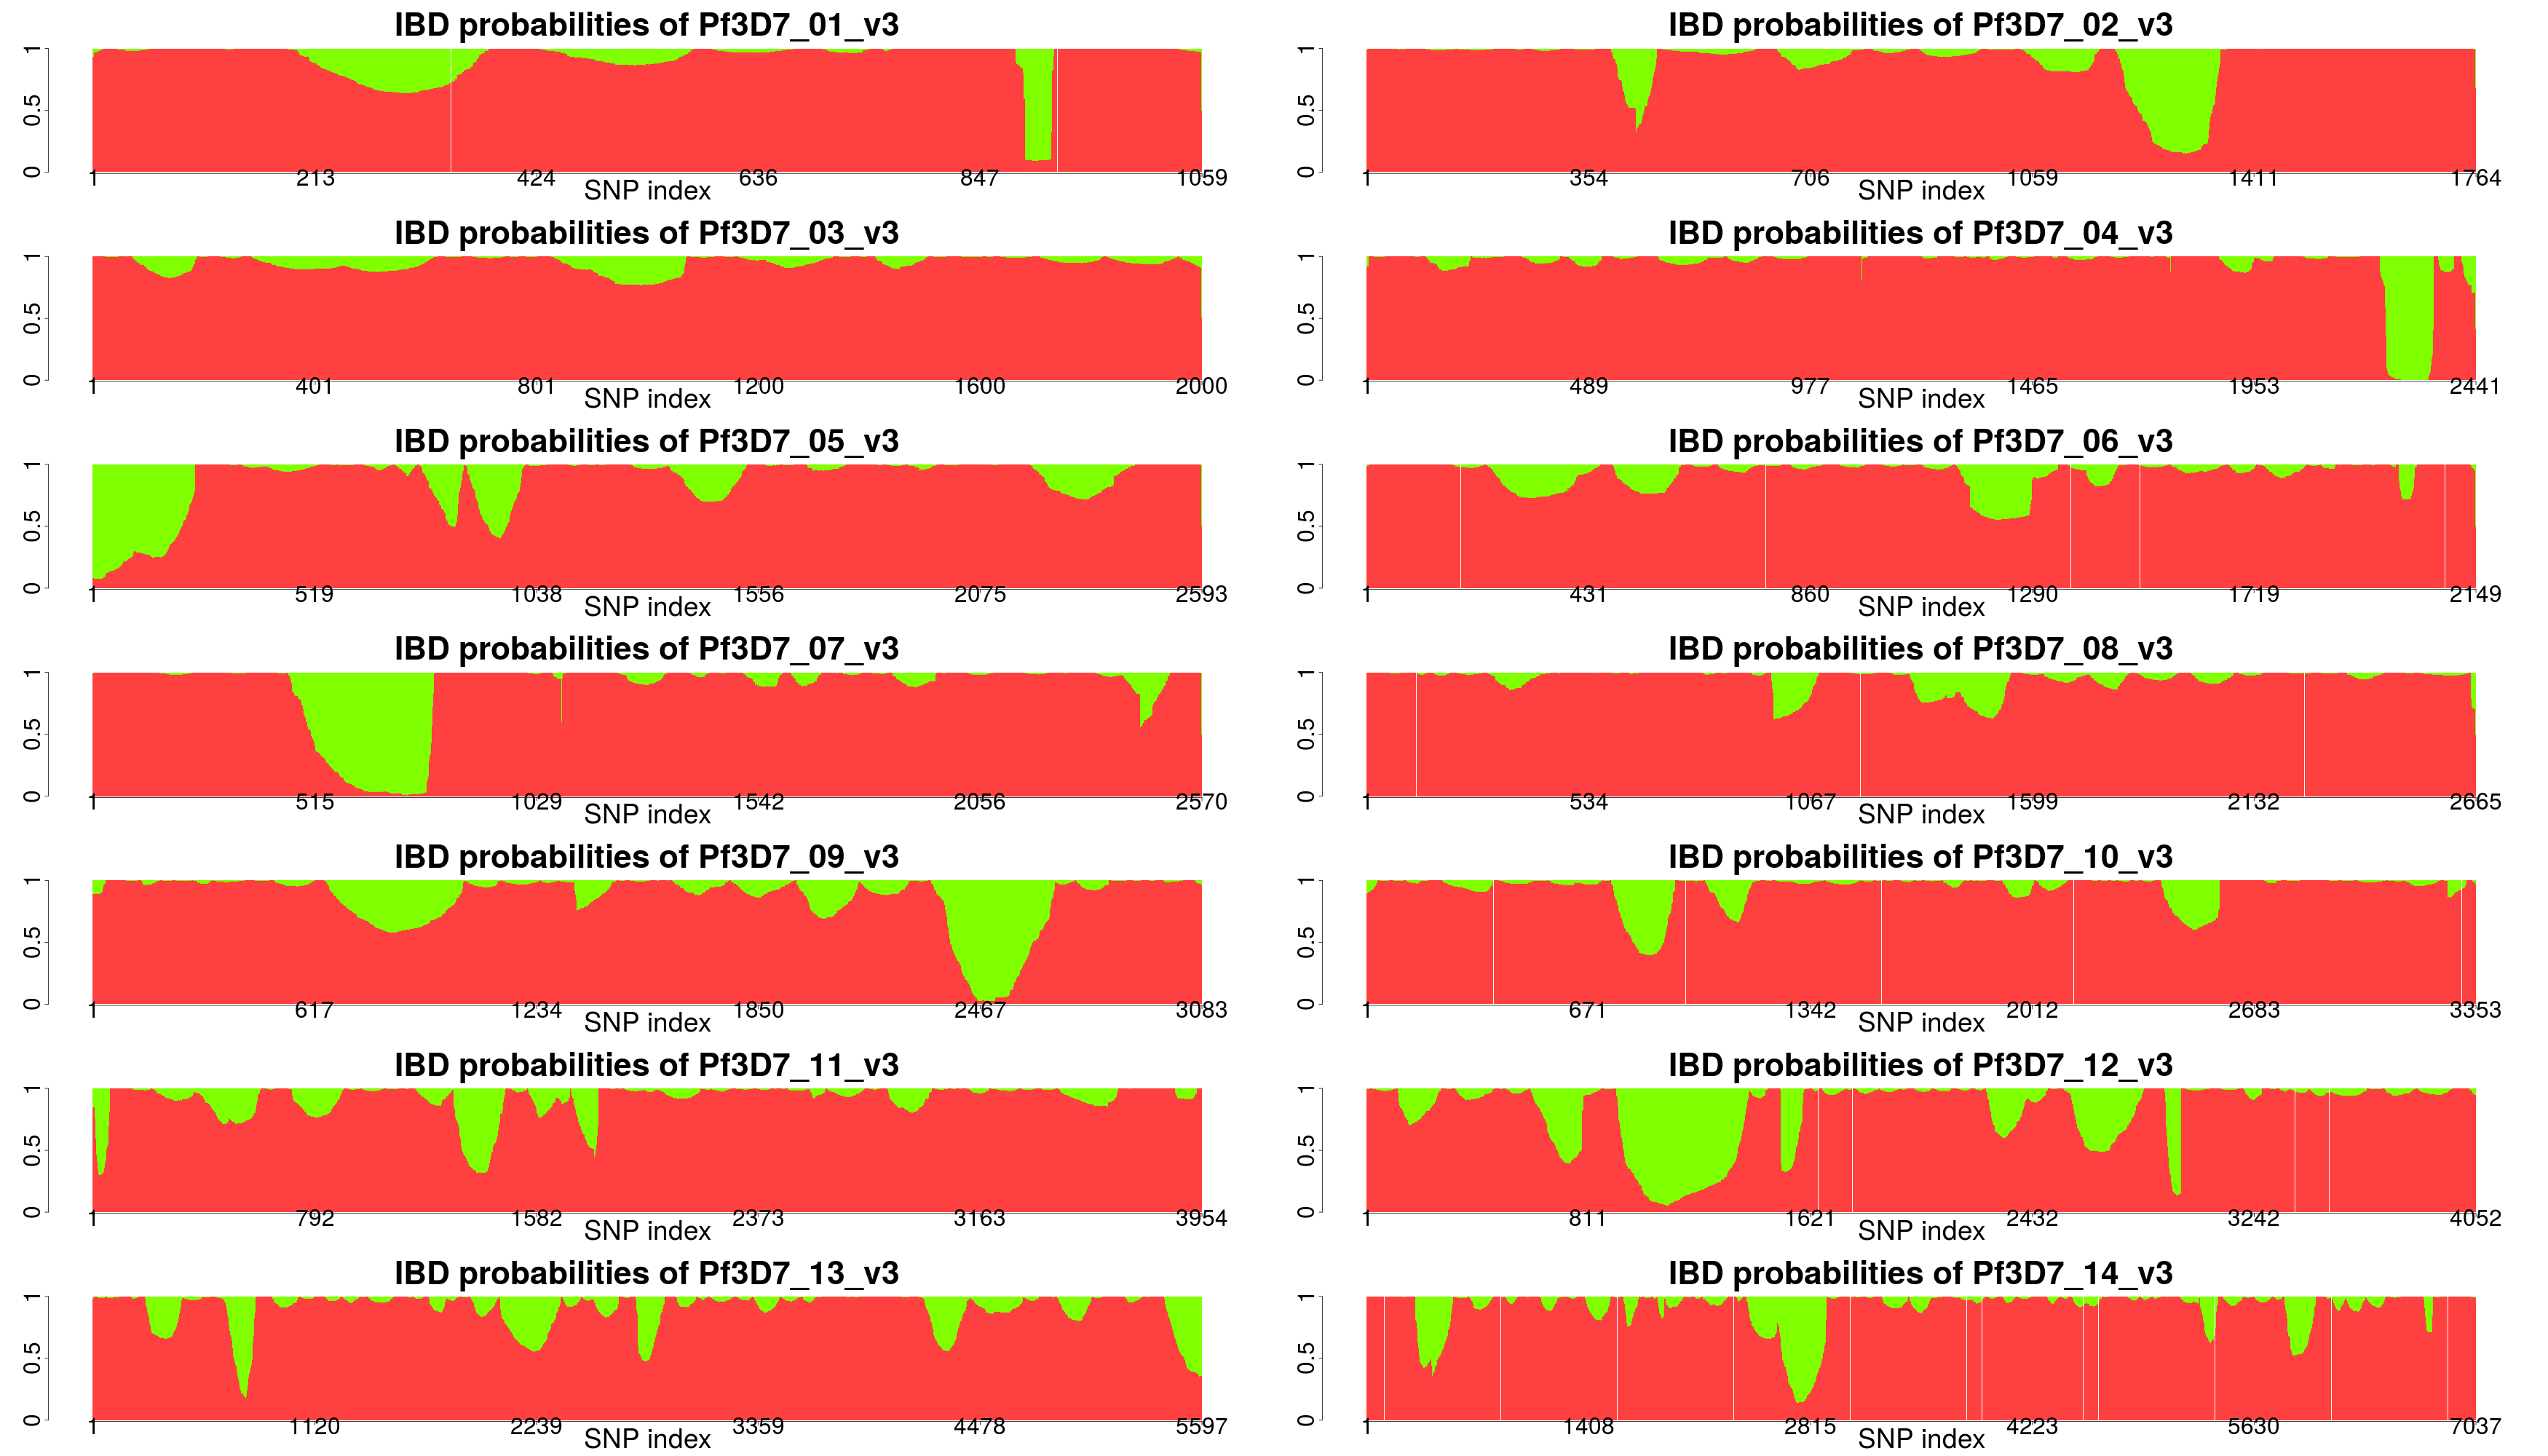 IBD probabilities of Pf3D7_01_v3
0 0.5 1
1 213 424 636 847 1059
SNP index
IBD probabilities of Pf3D7_02_v3
0 0.5 1
1 354 706 1059 1411 1764
SNP index
IBD probabilities of Pf3D7_03_v3
0 0.5 1
1 401 801 1200 1600 2000
SNP index
IBD probabilities of Pf3D7_04_v3
0 0.5 1
1 489 977 1465 1953 2441
SNP index
IBD probabilities of Pf3D7_05_v3
0 0.5 1
1 519 1038 1556 2075 2593
SNP index
IBD probabilities of Pf3D7_06_v3
0 0.5 1
1 431 860 1290 1719 2149
SNP index
IBD probabilities of Pf3D7_07_v3
0 0.5 1
1 515 1029 1542 2056 2570
SNP index
IBD probabilities of Pf3D7_08_v3
0 0.5 1
1 534 1067 1599 2132 2665
SNP index
IBD probabilities of Pf3D7_09_v3
0 0.5 1
1 617 1234 1850 2467 3083
SNP index
IBD probabilities of Pf3D7_10_v3
0 0.5 1
1 671 1342 2012 2683 3353
SNP index
IBD probabilities of Pf3D7_11_v3
0 0.5 1
1 792 1582 2373 3163 3954
SNP index
IBD probabilities of Pf3D7_12_v3
0 0.5 1
1 811 1621 2432 3242 4052
SNP index
IBD probabilities of Pf3D7_13_v3
0 0.5 1
1 1120 2239 3359 4478 5597
SNP index
IBD probabilities of Pf3D7_14_v3
0 0.5 1
1 1408 2815 4223 5630 7037
SNP index